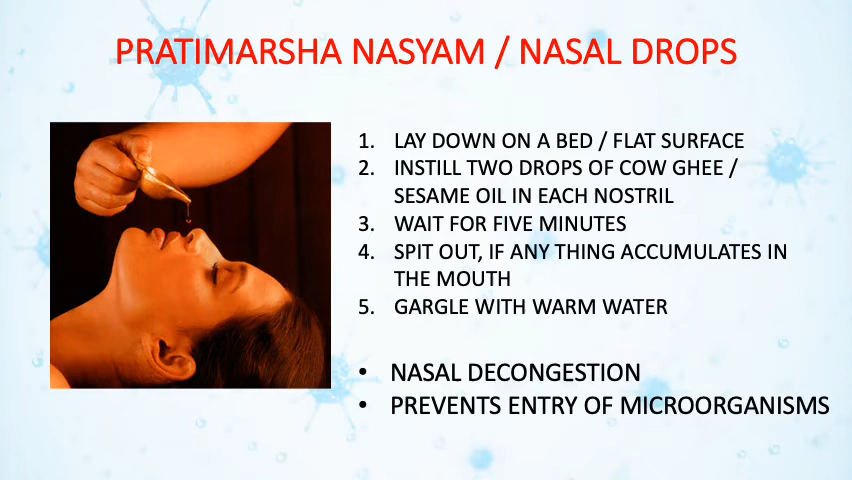 PRATIMARSHA NASYAM / NASAL DROPS
1. LAY DOWN ON A BED / FLAT SURFACE
2. INSTILL TWO DROPS OF COW GHEE /
SESAME OIL IN EACH NOSTRIL
3. WAIT FOR FIVE MINUTES
4. SPIT OUT, IF ANY THING ACCUMULATES IN
THE MOUTH
5. GARGLE WITH WARM WATER
• NASAL DECONGESTION
• PREVENTS ENTRY OF MICROORGANISMS